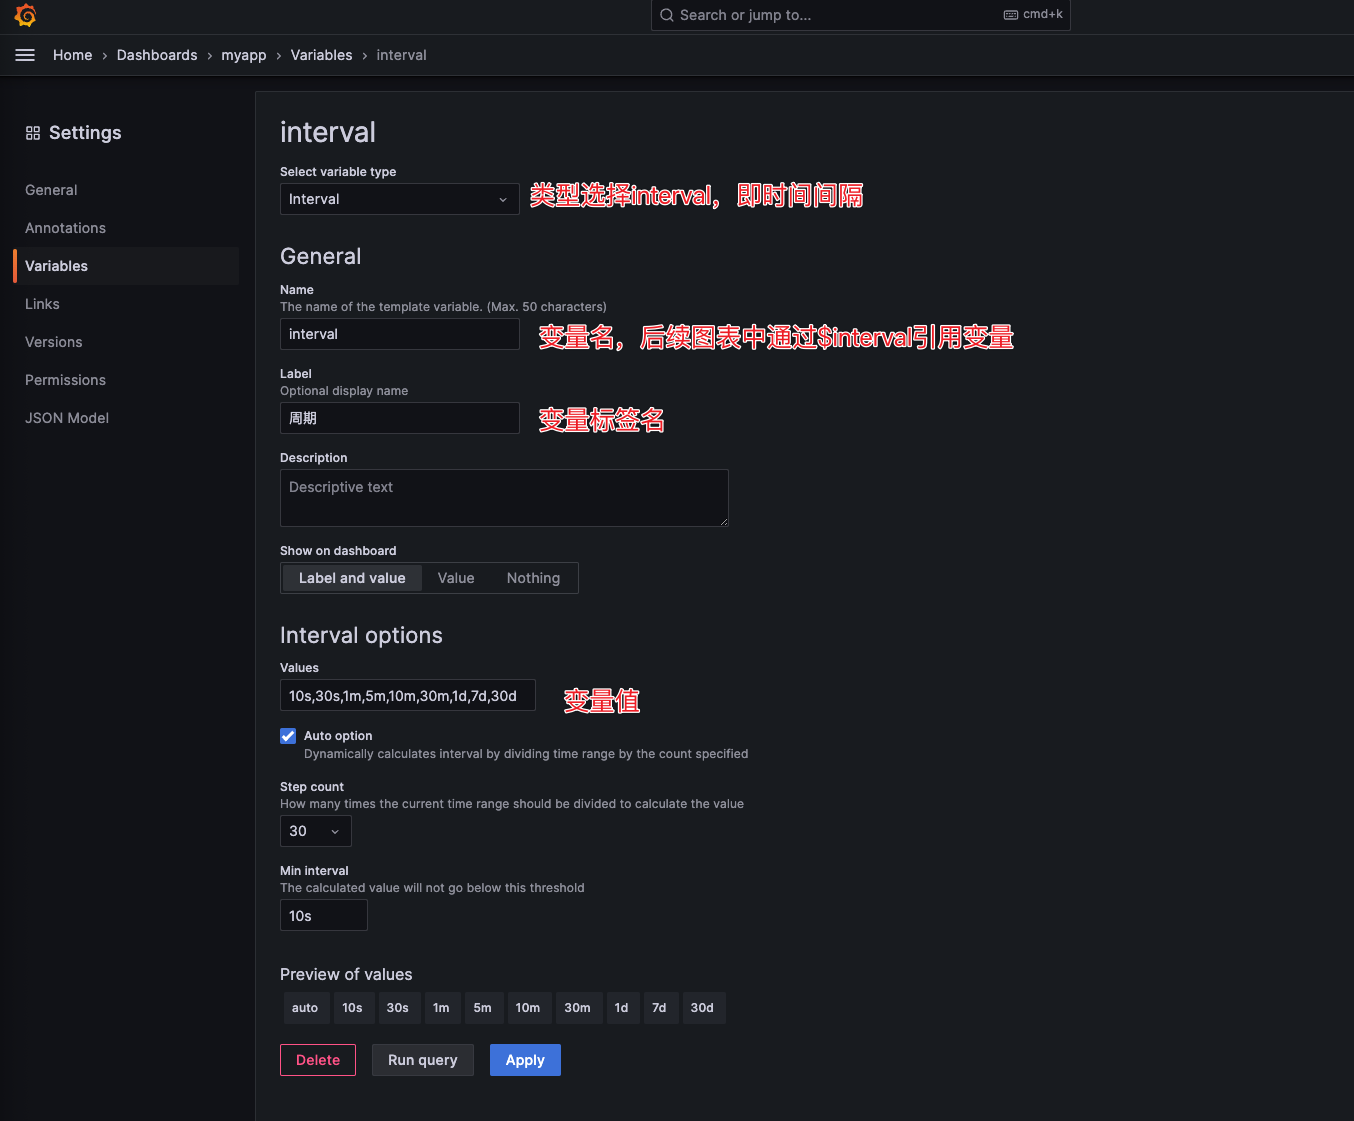 Search or jump to...
cmd+k
Home › Dashboards › myapp › Variables › interval
Settings
General
Annotations
Variables
Links
Versions
Permissions
JSON Model
interval
Select variable type
Interval
类型选择interval，即时间间隔
General
Name
The name of the template variable. (Max. 50 characters)
interval
变量名，后续图表中通过$interval引用变量
Label
Optional display name
周期
变量标签名
Description
Descriptive text
Show on dashboard
Label and value Value Nothing
Interval options
Values
10s,30s,1m,5m,10m,30m,1d,7d,30d
变量值
Auto option
Dynamically calculates interval by dividing time range by the count specified
Step count
How many times the current time range should be divided to calculate the value
30
Min interval
The calculated value will not go below this threshold
10s
Preview of values
auto 10s 30s 1m 5m 10m 30m 1d 7d 30d
Delete Run query Apply